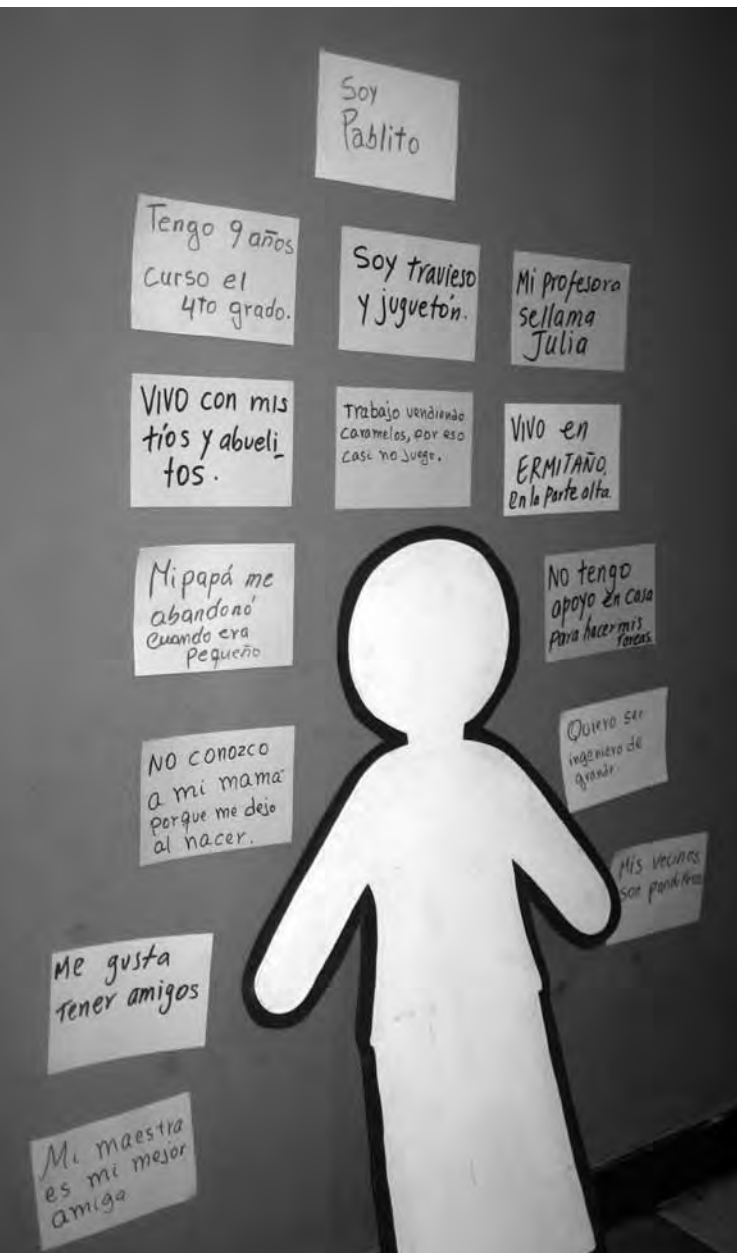 Soy
Pablito
Tengo 9 años
Curso el
4to grado.
Soy travieso
y juguetón.
Mi profesora
se llama
Julia
VIVO con mis
tíos y abueli_
tos.
Trabajo vendiendo
caramelos, por eso
casi no juego.
VIVO en
ERMITAÑO,
en la parte alta.
Mi papá me
abandonó
cuando era
pequeño
NO tengo
apoyo en casa
para hacer mis
Tareas.
NO CONOZCO
a mi mamá
porque me dejo
al nacer.
Quiero ser
ingeniero de
grande.
Mis vecinos
son pandilleros
Me gusta
Tener amigos
Mi maestra
es mi mejor
amiga